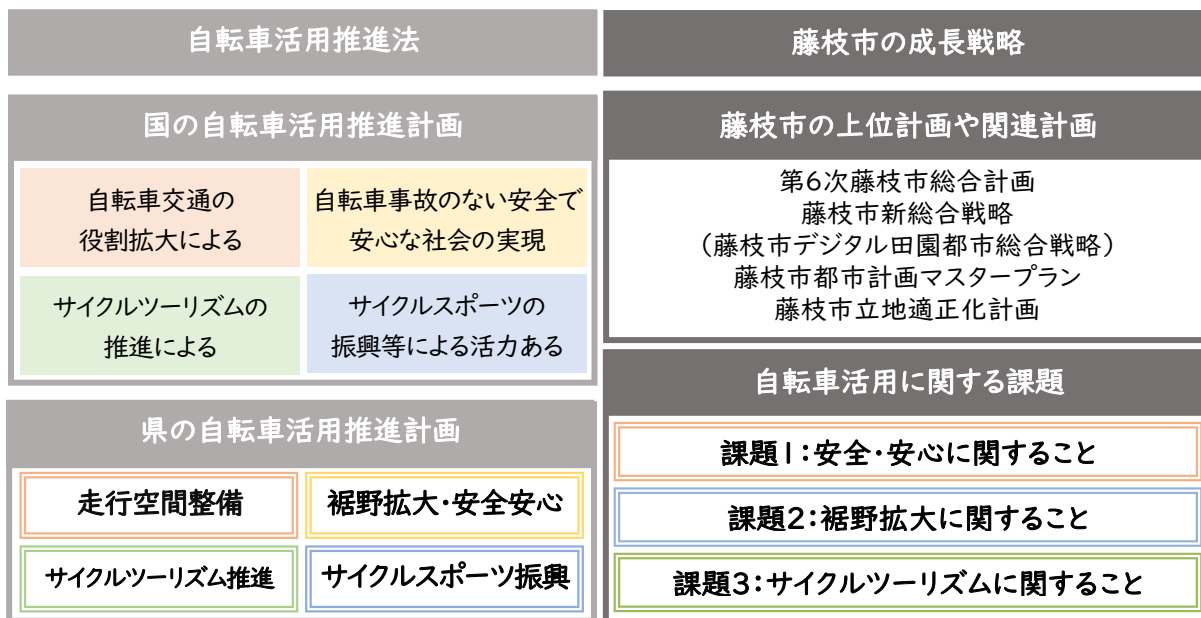 自転車活用推進法
国の自転車活用推進計画
自転車交通の
役割拡大による
自転車事故のない安全で
安心な社会の実現
サイクルツーリズムの
推進による
サイクルスポーツの
振興等による活力ある
県の自転車活用推進計画
走行空間整備
裾野拡大・安全安心
サイクルツーリズム推進
サイクルスポーツ振興
藤枝市の成長戦略
藤枝市の上位計画や関連計画
第6次藤枝市総合計画
藤枝市新総合戦略
(藤枝市デジタル田園都市総合戦略)
藤枝市都市計画マスタープラン
藤枝市立地適正化計画
自転車活用に関する課題
課題1:安全・安心に関すること
課題2:裾野拡大に関すること
課題3:サイクルツーリズムに関すること